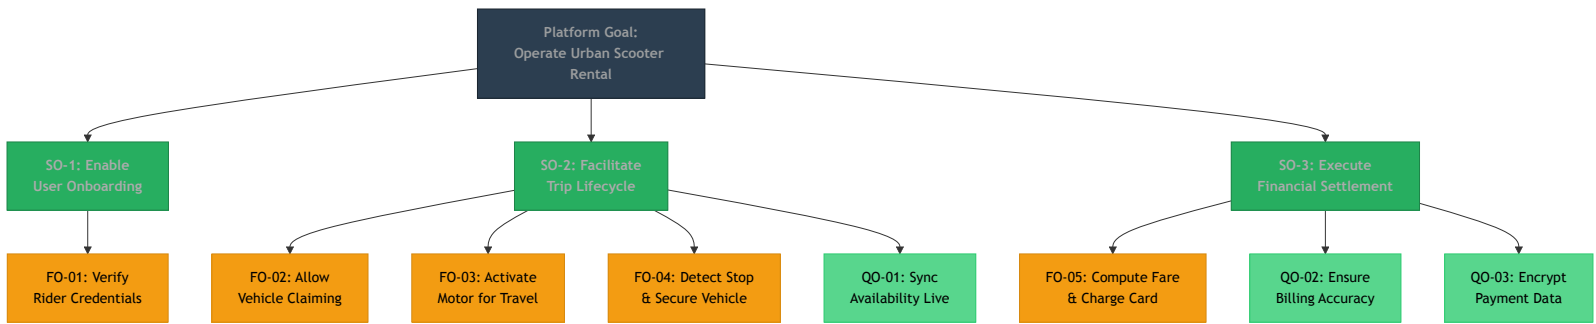 Platform Goal:
Operate Urban Scooter
Rental
SO-1: Enable
User Onboarding
SO-2: Facilitate
Trip Lifecycle
SO-3: Execute
Financial Settlement
FO-01: Verify
Rider Credentials
FO-02: Allow
Vehicle Claiming
FO-03: Activate
Motor for Travel
FO-04: Detect Stop
& Secure Vehicle
QO-01: Sync
Availability Live
FO-05: Compute Fare
& Charge Card
QO-02: Ensure
Billing Accuracy
QO-03: Encrypt
Payment Data